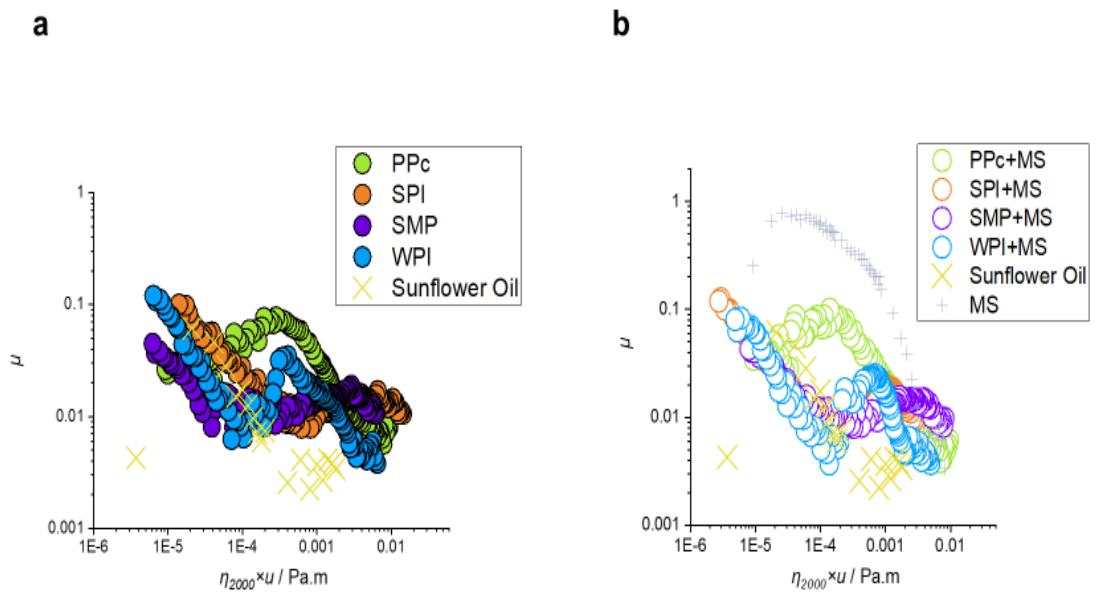 a
PPc
SPI
SMP
WPI
Sunflower Oil
1
0.1
0.01
0.001
μ
1E-6 1E-5 1E-4 0.001 0.01
η2000×u / Pa.m
b
PPc+MS
SPI+MS
SMP+MS
WPI+MS
Sunflower Oil
MS
1
0.1
0.01
0.001
μ
1E-6 1E-5 1E-4 0.001 0.01
η2000×u / Pa.m